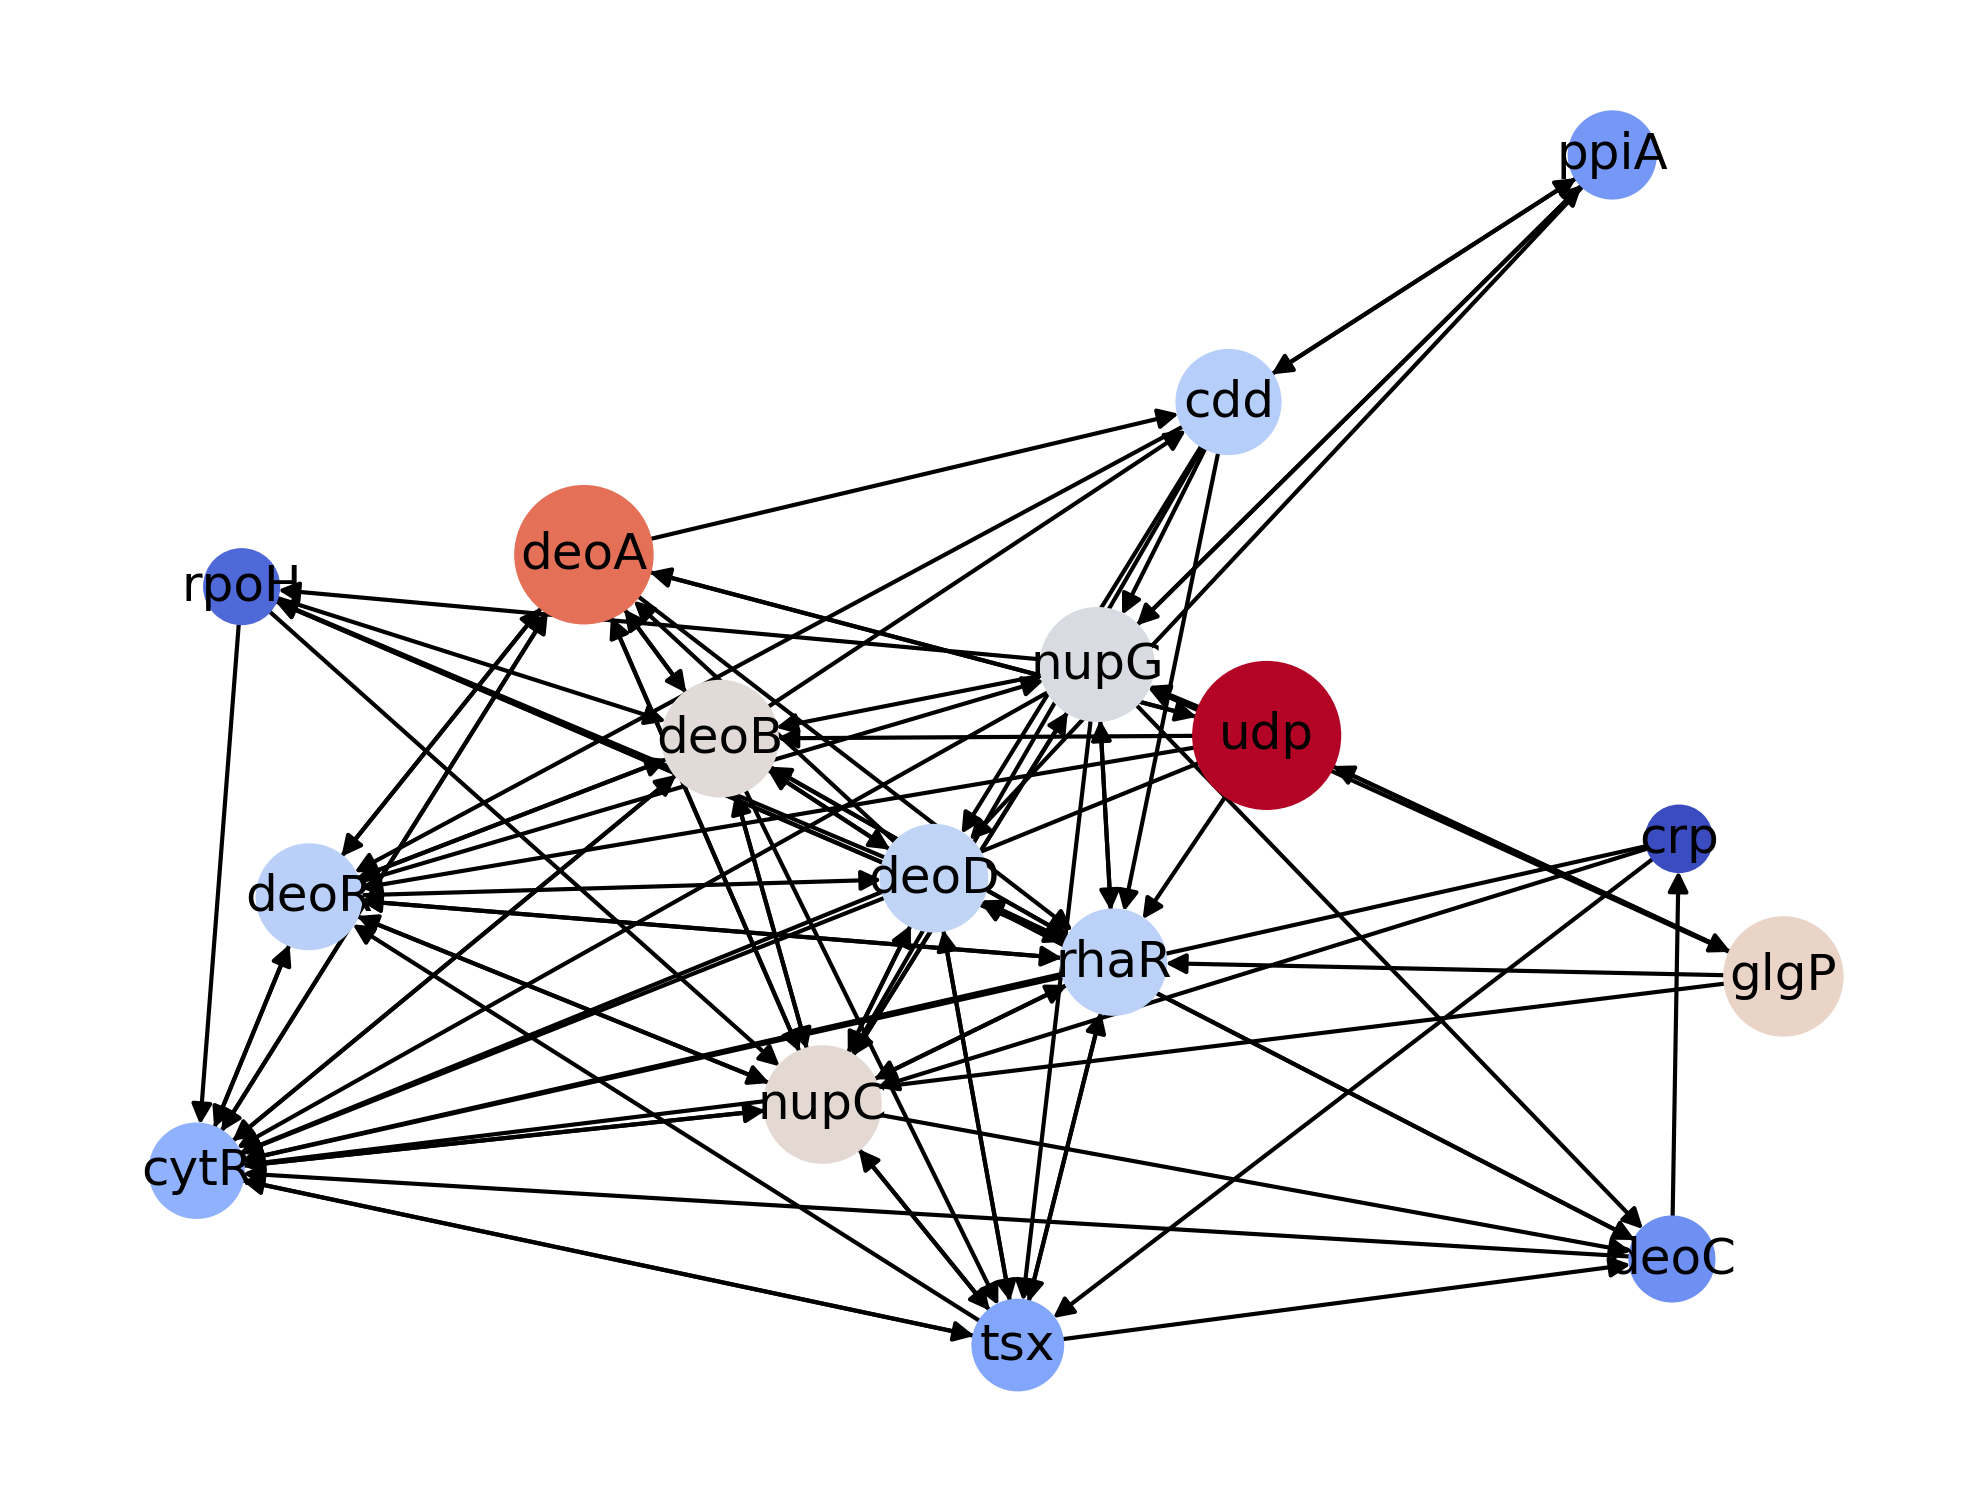 ppiA
cdd
deoA
rpoH
nupG
udp
deoB
crp
deoD
deoR
rhaR
glgP
nupC
cytR
deoC
tsx